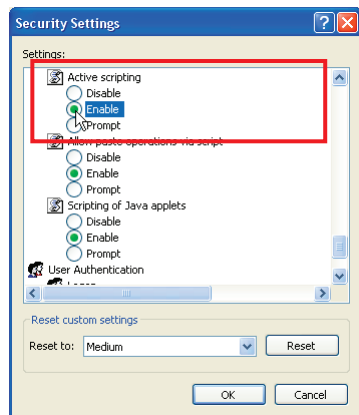 Security Settings
Settings:
Active scripting
Disable
Enable
Prompt
Allow paste operations via script
Disable
Enable
Prompt
Scripting of Java applets
Disable
Enable
Prompt
User Authentication
Logon
Reset custom settings
Reset to: Medium Reset
OK Cancel